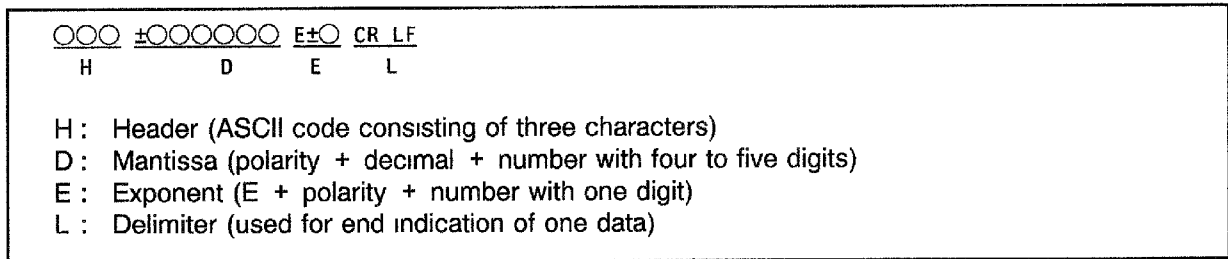 ○○○ ±○○○○○○ E±○ CR LF
H D E L
H : Header (ASCII code consisting of three characters)
D : Mantissa (polarity + decimal + number with four to five digits)
E : Exponent (E + polarity + number with one digit)
L : Delimiter (used for end indication of one data)